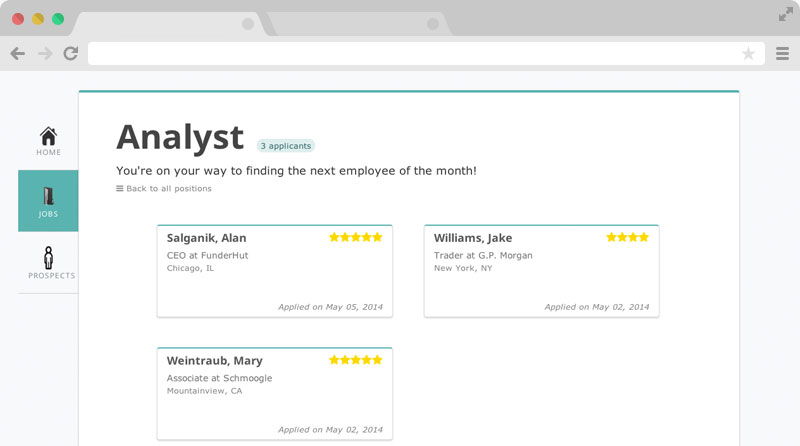 Analyst 3 applicants
You're on your way to finding the next employee of the month!
Back to all positions
HOME
JOBS
PROSPECTS
Salganik, Alan
CEO at FunderHut
Chicago, IL
Applied on May 05, 2014
Williams, Jake
Trader at G.P. Morgan
New York, NY
Applied on May 02, 2014
Weintraub, Mary
Associate at Schmoogle
Mountainview, CA
Applied on May 02, 2014